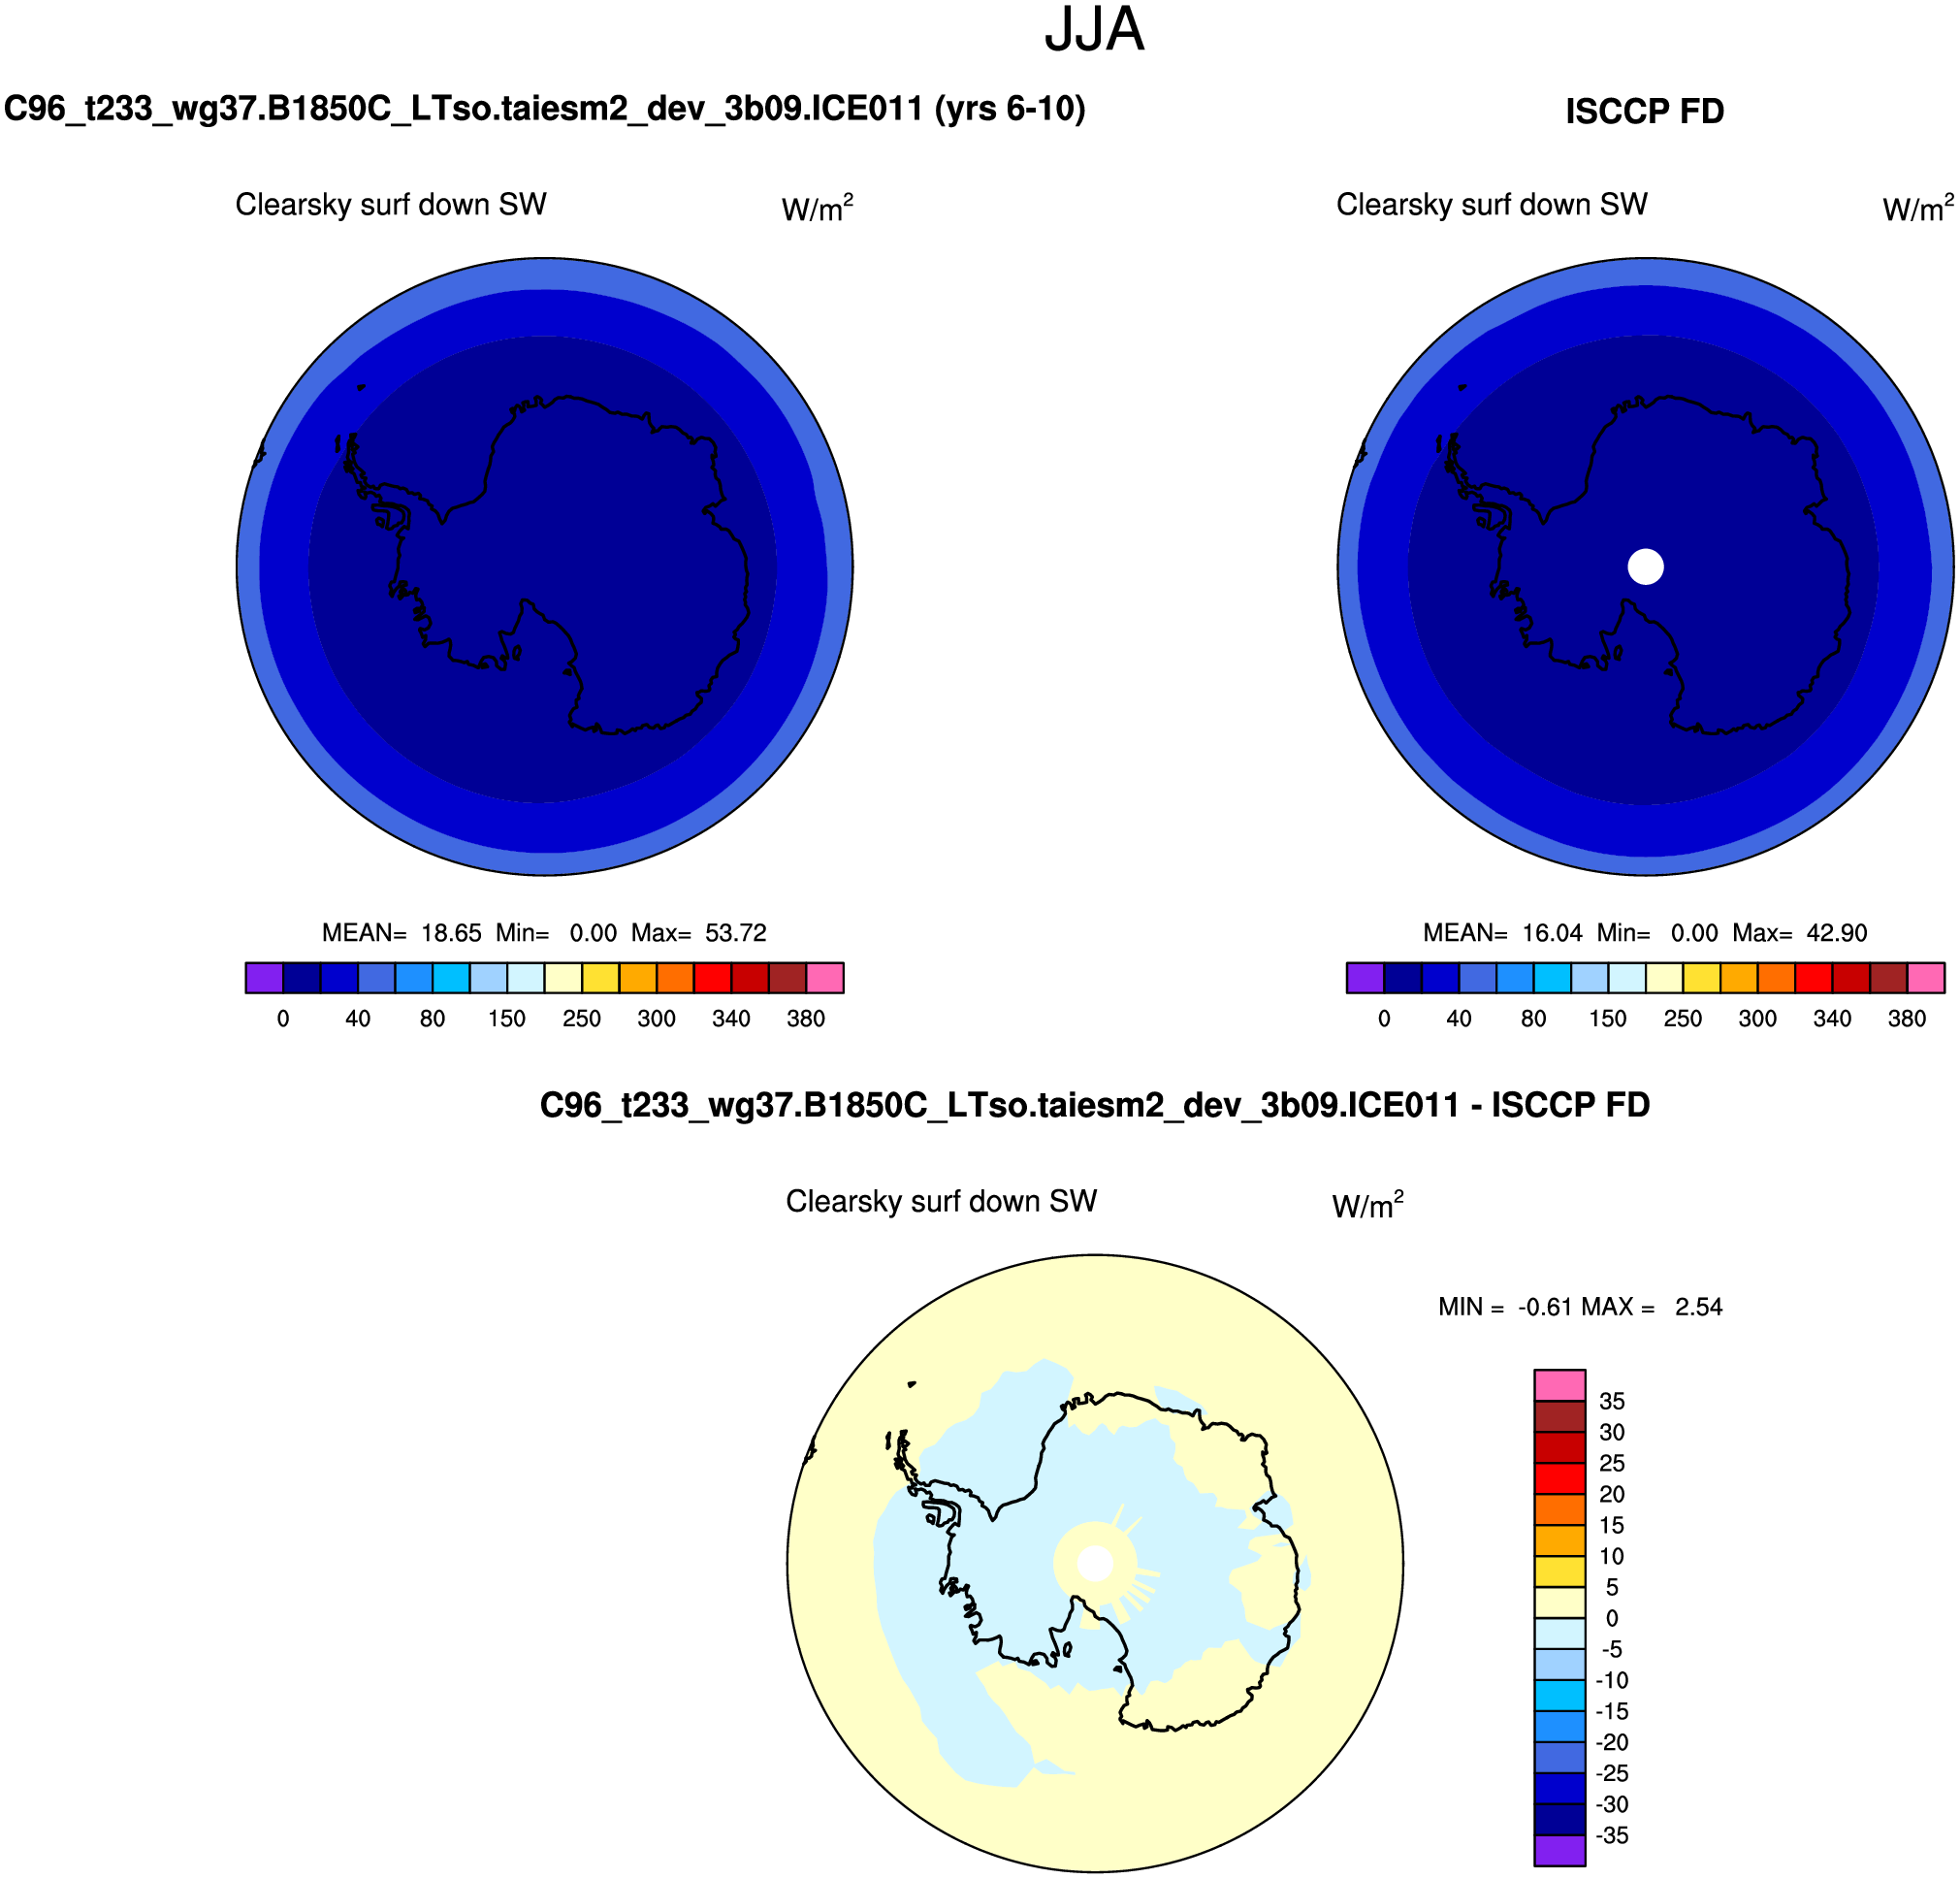 JJA
C96_t233_wg37.B1850C_LTso.taiesm2_dev_3b09.ICE011 (yrs 6-10)
ISCCP FD
Clearsky surf down SW W/m²
Clearsky surf down SW W/m²
MEAN= 18.65 Min= 0.00 Max= 53.72
0 40 80 150 250 300 340 380
MEAN= 16.04 Min= 0.00 Max= 42.90
0 40 80 150 250 300 340 380
C96_t233_wg37.B1850C_LTso.taiesm2_dev_3b09.ICE011 - ISCCP FD
Clearsky surf down SW W/m²
MIN = -0.61 MAX = 2.54
35
30
25
20
15
10
5
0
-5
-10
-15
-20
-25
-30
-35